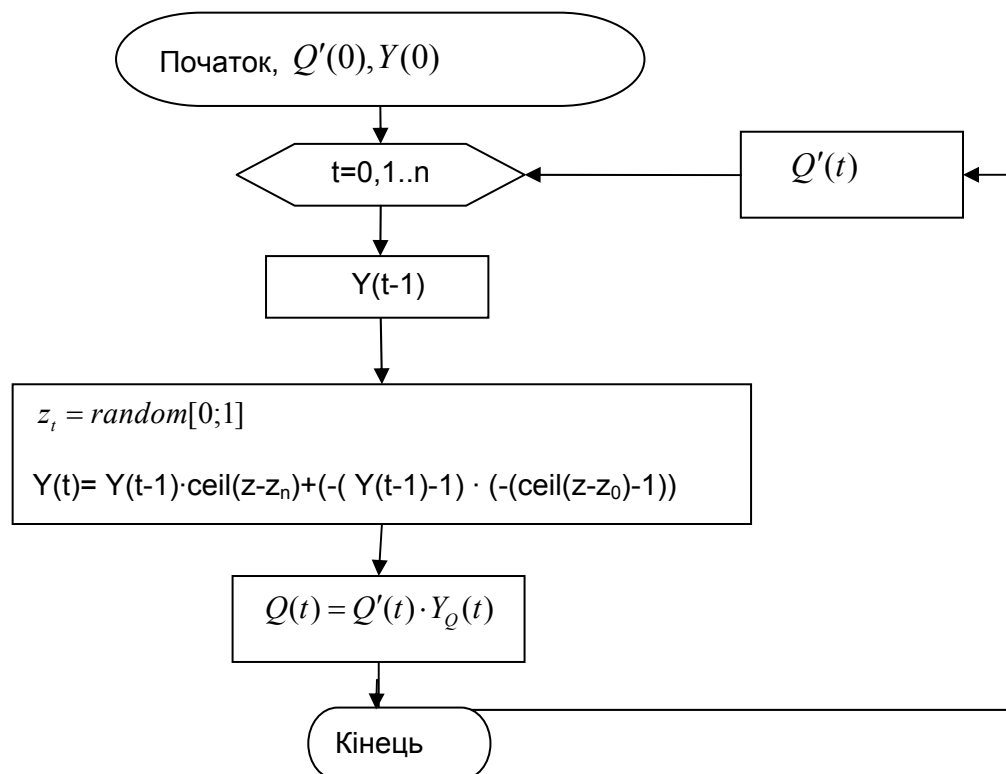 Початок, Q′(0),Y(0)
t=0,1..n
Q′(t)
Y(t-1)
z_t = random[0;1]
Y(t)= Y(t-1)·ceil(z-z_n)+(-( Y(t-1)-1) · (-(ceil(z-z_0)-1))
Q(t) = Q′(t)·Y_Q(t)
Кінець